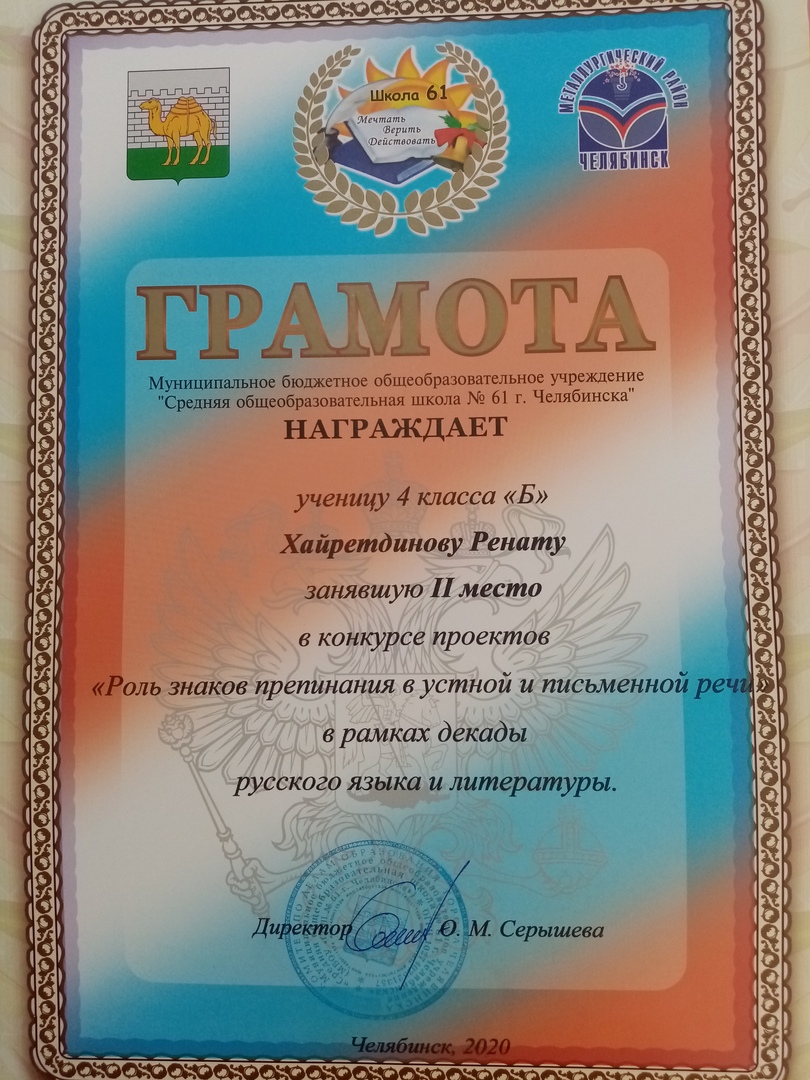 Школа 61
Мечтать
Верить
Действовать
МЕТАЛЛУРГИЧЕСКИЙ РАЙОН
ЧЕЛЯБИНСК
ГРАМОТА
Муниципальное бюджетное общеобразовательное учреждение
"Средняя общеобразовательная школа № 61 г. Челябинска"
НАГРАЖДАЕТ
ученицу 4 класса «Б»
Хайретдинову Ренату
занявшую II место
в конкурсе проектов
«Роль знаков препинания в устной и письменной речи»
в рамках декады
русского языка и литературы.
Директор О. М. Серышева
Челябинск, 2020